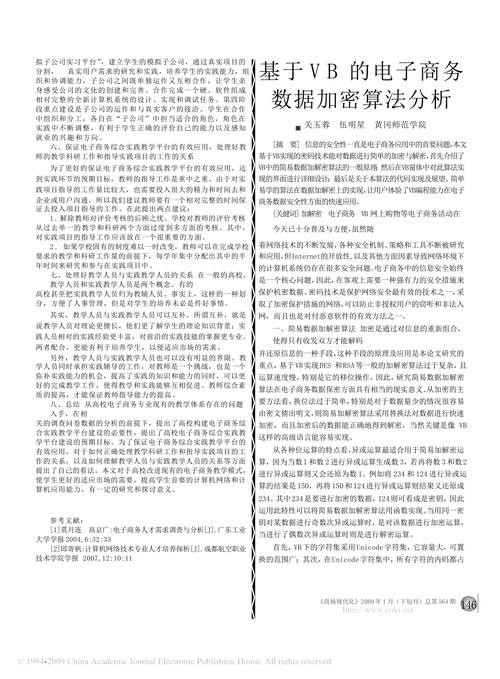 拟子公司实习平台”，建立学生的模拟子公司，通过真实项目的
分割， 真实用户需求的研究和实践，培养学生的实践能力，组
织和协调能力，子公司之间既单独运作又互相合作。让学生亲
身感受公司的文化的创建和完善。合作完成一个硬、软件组成
相对完整的全新计算机系统的设计、实现和调试任务。第四阶
段重点建设是子公司的运作和与真实客户的接洽。学生在合作
中组织和分工，各自在“子公司”中担当适合的角色，角色在
实践中不断调整，有利于学生正确的评价自己的能力以及感知
就业的兴趣和方向。
六、保证电子商务综合实践教学平台的有效应用，处理好教
师的教学科研工作和指导实践项目的工作的关系
为了更好的保证电子商务综合实践教学平台的有效应用，达
到实践环节的预期目标，教师的指导工作是重中之重。由于对实
践项目指导的工作量比较大，也需要投入很大的精力和时间去和
企业或用户沟通，所以我们建议教师要有一个相对完整的时间保
证去投入项目指导的工作。在此提出两点建议：
1. 解除教师对评价考核的后顾之忧。学校对教师的评价考核
从过去单一的教学和科研两个方面过度到多方面的考核。其中，
对实践项目的指导工作应该放在一个很重要的方面。
2. 如果学校固有的制度难以一时改变，教师可以在完成学校
要求的教学和科研工作量的前提下，每学年集中分配出其中的半
年时间来研究和参与在实践项目中。
七、处理好教学人员与实践教学人员的关系 在一般的高校，
教学人员和实践教学人员是两个概念。有的
高校甚至把实践教学人员归为教辅人员。事实上，这样的一种划
分，方便了人事管理，但是对学生的培养未必是件好事情。
其实，教学人员与实践教学人员可以互补。所谓互补，就是
说教学人员对理论更擅长，他们更了解学生的理论知识背景；实
践人员相对的实践经验更丰富，对前沿的实践技能的掌握更专业。
两者配合，更能有利于培养学生，以便适应市场的需求。
另外，教学人员与实践教学人员也可以没有明显的界限。教
学人员同时承担实践辅导的工作，对教师是一个挑战，也是一个
弥补实践能力的机会，提高了实践的知识和能力的同时，可以更
好的完成教学工作，使得教学和实践能够互相促进。教师综合素
质的提高，才能保证教师指导能力的提高。
八、总结 从高校电子商务专业现有的教学体系存在的问题
入手，在相
关的调查问卷数据的分析的前提下，提出了高校构建电子商务综
合实践教学平台建设的必要性，提出了高校电子商务综合实践教
学平台建设的预期目标。为了保证电子商务综合实践教学平台的
有效应用，对于如何正确处理教学科研工作和指导实践项目的工
作的关系，以及如何理解教学人员与实践教学人员的关系等方面
提出了自己的看法。本文对于高校改进现有的电子商务教学模式，
使学生更好的适应市场的需要，提高学生首要的计算机网络和计
算机应用能力，有一定的研究和探讨意义。
参考文献：
[1]莫月连 高京广:电子商务人才需求调查与分析[J].广东工业
大学学报2004,6:32:33
[2]邱寄帆:计算机网络技术专业人才培养探析[J].成都航空职业
技术学院学报 2007,12:10:11
基于VB的电子商务
数据加密算法分析
■ 关玉蓉 伍明星 黄冈师范学院
[摘 要] 信息的安全性一直是电子商务应用中的首要问题,本文
基于VB实现的密码技术能对数据进行简单的加密与解密,首先介绍了
VB中的简易数据加解密算法的一般原理,然后在VB窗体中对此算法实
现的界面进行详细设计；最后是关于本算法的代码实现及展望。简单
易学的算法在数据加解密上的实现,让用户体验了VB编程能力在电子
商务数据安全性方面的快速应用。
[关键词] 加解密 电子商务 VB 网上购物等电子商务活动在
今天已十分普及与方便,虽然随
着网络技术的不断发展,各种安全机制、策略和工具不断被研究
和应用,但Internet的开放性,以及其他方面因素导致网络环境下
的计算机系统仍存在很多安全问题。电子商务中的信息安全始终
是一个核心问题,因此,在客观上需要一种强有力的安全措施来
保护机密数据。密码技术是保护网络安全最有效的技术之一,采
取了加密保护措施的网络,可以防止非授权用户的窃听和非法入
网，而且也是对付恶意软件的有效方法之一。
一、简易数据加解密算法 加密是通过对信息的重新组合，
使得只有收发双方才能解码
并还原信息的一种手段,这种手段的原理及应用是本论文研究的
重点,基于VB实现DES 和RSA等一般的加解密算法过于复杂，且
运算速度慢，特别是它的移位操作，因此，研究简易数据加解密
算法在电子商务数据保密方面具有相当的现实意义。从加密的主
要方法看,换位法过于简单,特别是对于数据量少的情况很容易
由密文猜出明文,则简易加解密算法采用替换法对数据进行快速
加密，而且加密后的数据能正确地得到解密，当然关键是像 VB
这样的高级语言能容易实现。
从各种位运算的特点看,异或运算最适合用于简易加解密运
算，因为当数1和数2进行异或运算生成数3，若再将数3和数2
进行异或运算则又会还原为数1。例如将 234和124进行异或运
算的结果是150，再将150和124进行异或运算则结果又还原成
234。其中234是要进行加密的数据，124则可看成是密钥。因此
运用此特性可以将简易数据加解密算法用函数实现。当用同一密
钥对某数据进行奇数次异或运算时，是对该数据进行加密运算，
当进行了偶数次异或运算时则是进行解密运算。
首先，VB下的字符集采用Unicode字符集，它容量大，可置
换的范围广；其次，在Unicode字符集中，所有字符的内码都占
《商场现代化》2009年1月（下旬刊）总第564期 146
http://www.cnki.net
© 1994-2009 China Academic Journal Electronic Publishing House. All rights reserved.